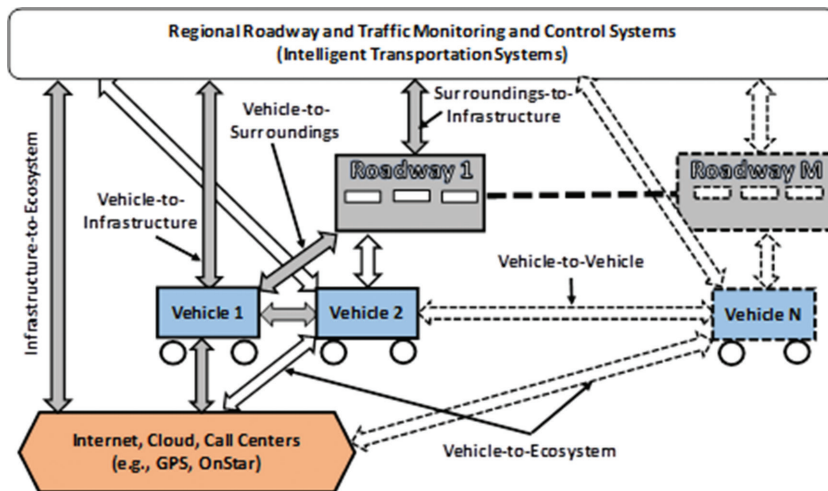 Regional Roadway and Traffic Monitoring and Control Systems
(Intelligent Transportation Systems)
Vehicle-to-
Surroundings
Surroundings-to-
Infrastructure
Roadway 1
Roadway M
Infrastructure-to-Ecosystem
Vehicle-to-
Infrastructure
Vehicle-to-Vehicle
Vehicle 1
Vehicle 2
Vehicle N
Internet, Cloud, Call Centers
(e.g., GPS, OnStar)
Vehicle-to-Ecosystem